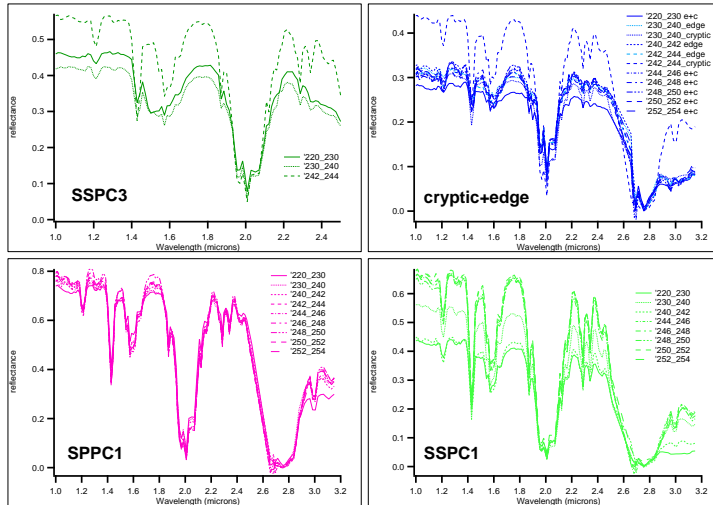 0.5
0.4
0.3
0.2
0.1
0.0
reflectance
1.0 1.2 1.4 1.6 1.8 2.0 2.2 2.4
Wavelength (microns)
SSPC3
'220_230
'230_240
'242_244
0.4
0.3
0.2
0.1
0.0
reflectance
1.0 1.2 1.4 1.6 1.8 2.0 2.2 2.4 2.6 2.8 3.0 3.2
Wavelength (microns)
cryptic+edge
'220_230 e+c
'230_240_edge
'230_240_cryptic
'240_242 edge
'242_244_edge
'242_244_cryptic
'244_246 e+c
'246_248 e+c
'248_250 e+c
'250_252 e+c
'252_254 e+c
0.8
0.6
0.4
0.2
0.0
reflectance
1.0 1.2 1.4 1.6 1.8 2.0 2.2 2.4 2.6 2.8 3.0 3.2
Wavelength (microns)
SPPC1
'220_230
'230_240
'240_242
'242_244
'244_246
'246_248
'248_250
'250_252
'252_254
0.6
0.5
0.4
0.3
0.2
0.1
0.0
reflectance
1.0 1.2 1.4 1.6 1.8 2.0 2.2 2.4 2.6 2.8 3.0 3.2
Wavelength (microns)
SSPC1
'220_230
'230_240
'240_242
'244_246
'246_248
'248_250
'250_252
'252_254